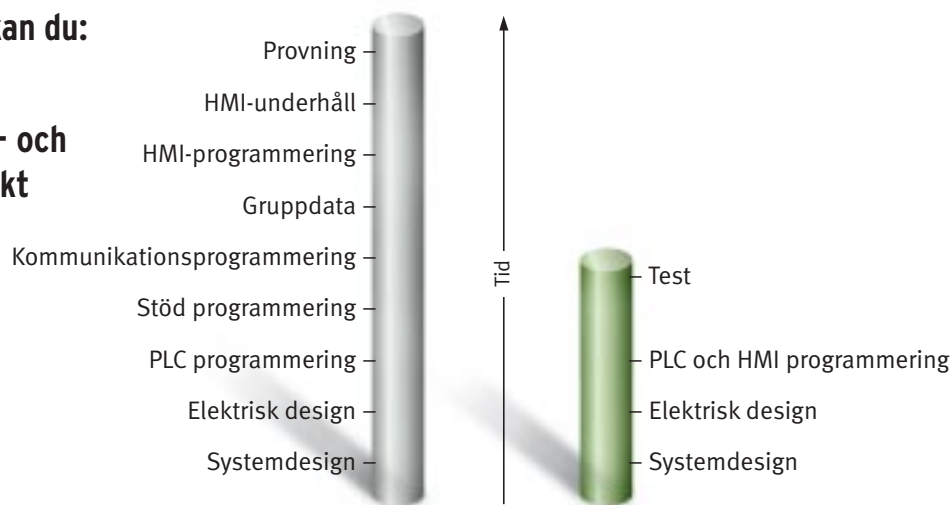 kan du:
- och
kt
Provning
HMI-underhåll
HMI-programmering
Gruppdata
Kommunikationsprogrammering
Stöd programmering
PLC programmering
Elektrisk design
Systemdesign
Tid
Test
PLC och HMI programmering
Elektrisk design
Systemdesign